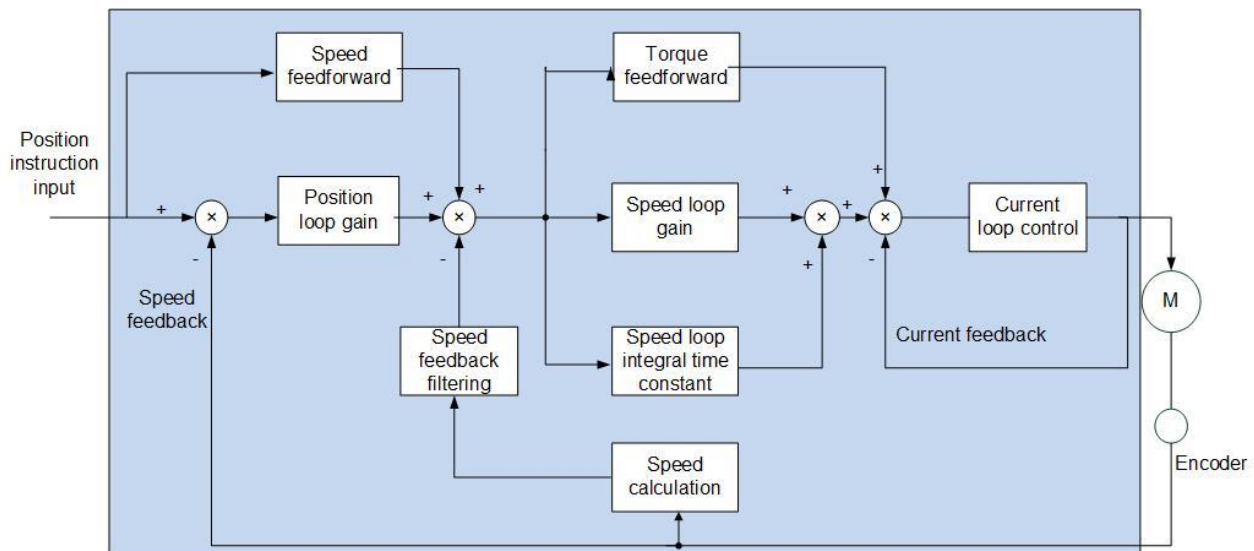 Speed
feedforward
Torque
feedforward
Position
instruction
input
+
×
-
Position
loop gain
+
+
×
-
Speed loop
gain
+
×
+
+
+
×
-
Current
loop control
M
Speed
feedback
Speed
feedback
filtering
Speed loop
integral time
constant
Current feedback
Speed
calculation
Encoder